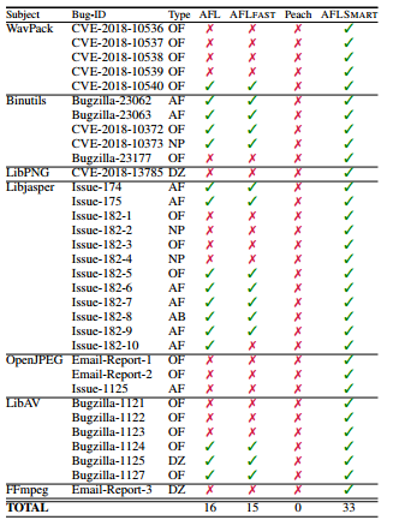 Subject Bug-ID Type AFL AFLFAST Peach AFLSMART
WavPack CVE-2018-10536 OF ✗ ✗ ✗ ✓
CVE-2018-10537 OF ✗ ✗ ✗ ✓
CVE-2018-10538 OF ✗ ✗ ✗ ✓
CVE-2018-10539 OF ✗ ✗ ✗ ✓
CVE-2018-10540 OF ✓ ✓ ✗ ✓
Binutils Bugzilla-23062 AF ✓ ✓ ✗ ✓
Bugzilla-23063 AF ✓ ✓ ✗ ✓
CVE-2018-10372 OF ✓ ✓ ✗ ✓
CVE-2018-10373 NP ✓ ✓ ✗ ✓
Bugzilla-23177 OF ✗ ✗ ✗ ✓
LibPNG CVE-2018-13785 DZ ✗ ✗ ✗ ✓
Libjasper Issue-174 AF ✓ ✓ ✗ ✓
Issue-175 AF ✓ ✓ ✗ ✓
Issue-182-1 OF ✗ ✗ ✗ ✓
Issue-182-2 NP ✗ ✗ ✗ ✓
Issue-182-3 OF ✗ ✗ ✗ ✓
Issue-182-4 NP ✗ ✗ ✗ ✓
Issue-182-5 OF ✓ ✓ ✗ ✓
Issue-182-6 AF ✓ ✓ ✗ ✓
Issue-182-7 AF ✓ ✓ ✗ ✓
Issue-182-8 AB ✓ ✓ ✗ ✓
Issue-182-9 AF ✓ ✓ ✗ ✓
Issue-182-10 AF ✓ ✗ ✗ ✓
OpenJPEG Email-Report-1 OF ✗ ✗ ✗ ✓
Email-Report-2 OF ✗ ✗ ✗ ✓
Issue-1125 AF ✗ ✗ ✗ ✓
LibAV Bugzilla-1121 OF ✗ ✗ ✗ ✓
Bugzilla-1122 OF ✗ ✗ ✗ ✓
Bugzilla-1123 OF ✗ ✗ ✗ ✓
Bugzilla-1124 OF ✓ ✓ ✗ ✓
Bugzilla-1125 DZ ✓ ✓ ✗ ✓
Bugzilla-1127 OF ✓ ✓ ✗ ✓
FFmpeg Email-Report-3 DZ ✗ ✗ ✗ ✓
TOTAL 16 15 0 33